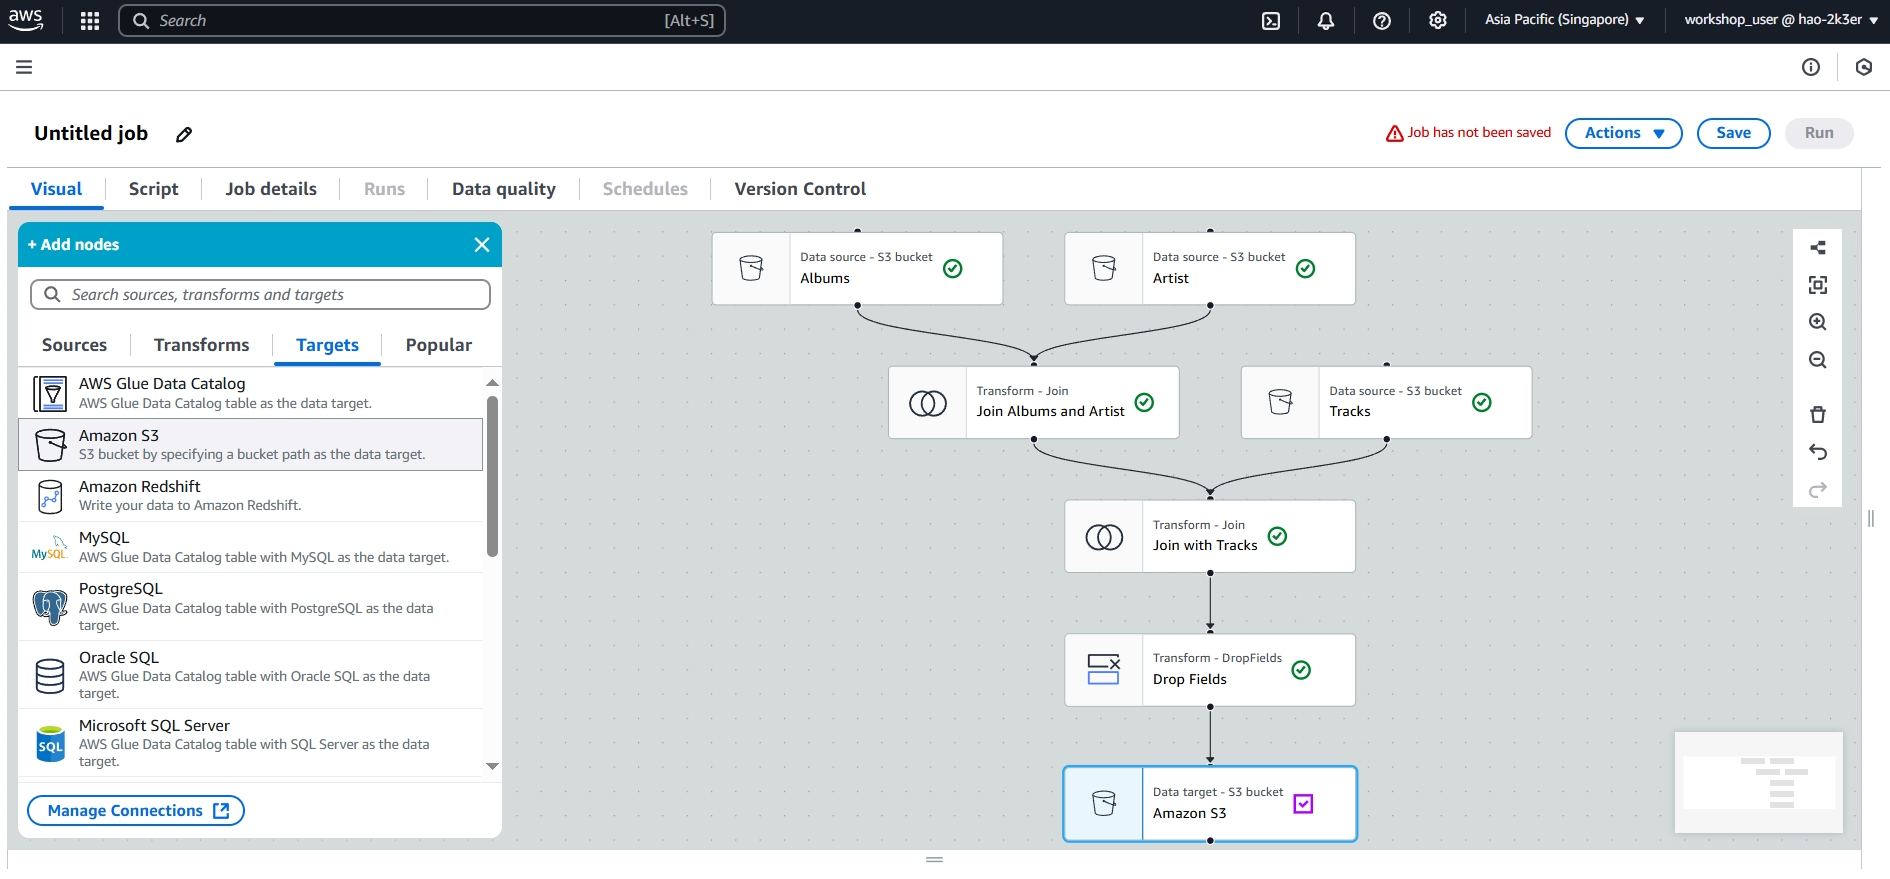 aws
Search [Alt+S]
Asia Pacific (Singapore)
workshop_user @ hao-2k3er
Untitled job
Job has not been saved
Actions
Save
Run
Visual
Script
Job details
Runs
Data quality
Schedules
Version Control
+ Add nodes
Search sources, transforms and targets
Sources
Transforms
Targets
Popular
AWS Glue Data Catalog
AWS Glue Data Catalog table as the data target.
Amazon S3
S3 bucket by specifying a bucket path as the data target.
Amazon Redshift
Write your data to Amazon Redshift.
MySQL
MySQL
AWS Glue Data Catalog table with MySQL as the data target.
PostgreSQL
AWS Glue Data Catalog table with PostgreSQL as the data
target.
Oracle SQL
AWS Glue Data Catalog table with Oracle SQL as the data
target.
SQL
Microsoft SQL Server
AWS Glue Data Catalog table with SQL Server as the data
target.
Manage Connections
Data source - S3 bucket
Albums
Data source - S3 bucket
Artist
Transform - Join
Join Albums and Artist
Data source - S3 bucket
Tracks
Transform - Join
Join with Tracks
Transform - DropFields
Drop Fields
Data target - S3 bucket
Amazon S3